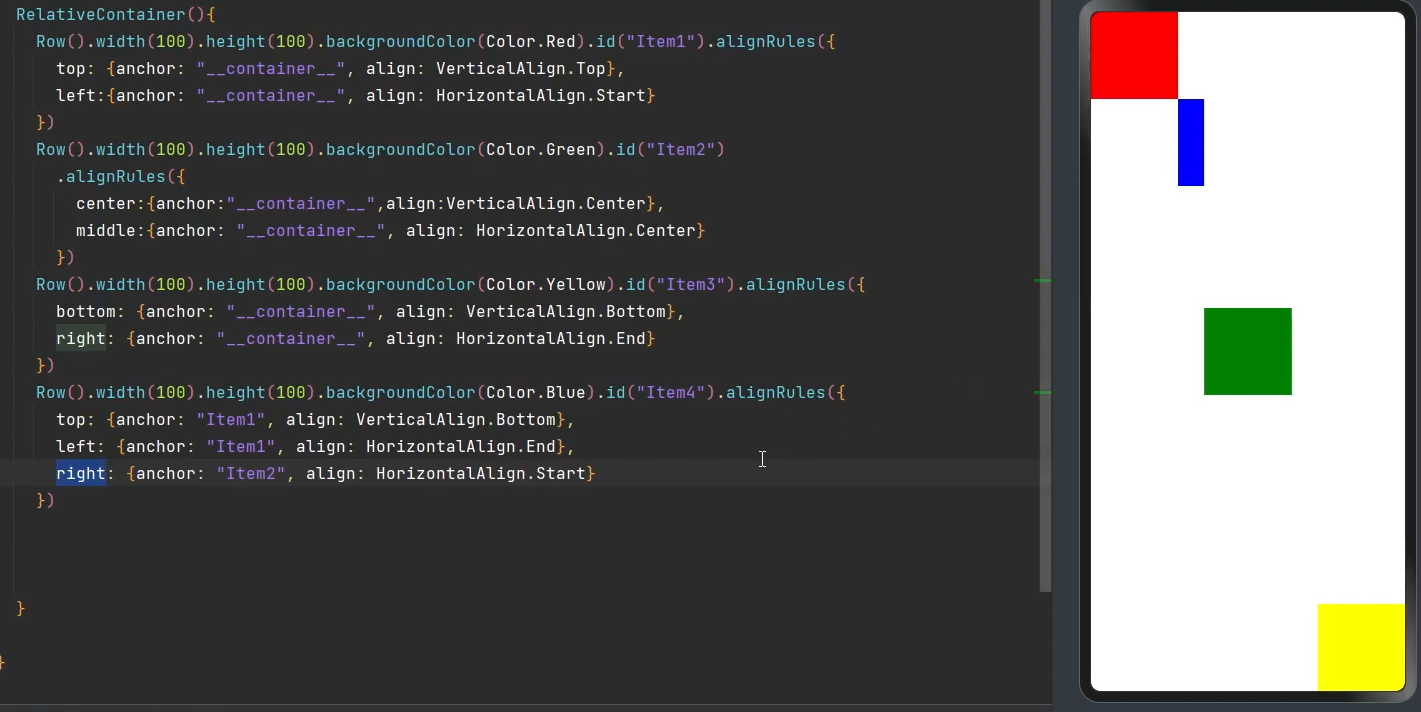 RelativeContainer(){
Row().width(100).height(100).backgroundColor(Color.Red).id("Item1").alignRules({
top: {anchor: "__container__", align: VerticalAlign.Top},
left:{anchor: "__container__", align: HorizontalAlign.Start}
})
Row().width(100).height(100).backgroundColor(Color.Green).id("Item2")
.alignRules({
center:{anchor:"__container__",align:VerticalAlign.Center},
middle:{anchor: "__container__", align: HorizontalAlign.Center}
})
Row().width(100).height(100).backgroundColor(Color.Yellow).id("Item3").alignRules({
bottom: {anchor: "__container__", align: VerticalAlign.Bottom},
right: {anchor: "__container__", align: HorizontalAlign.End}
})
Row().width(100).height(100).backgroundColor(Color.Blue).id("Item4").alignRules({
top: {anchor: "Item1", align: VerticalAlign.Bottom},
left: {anchor: "Item1", align: HorizontalAlign.End},
right: {anchor: "Item2", align: HorizontalAlign.Start}
})
}
}